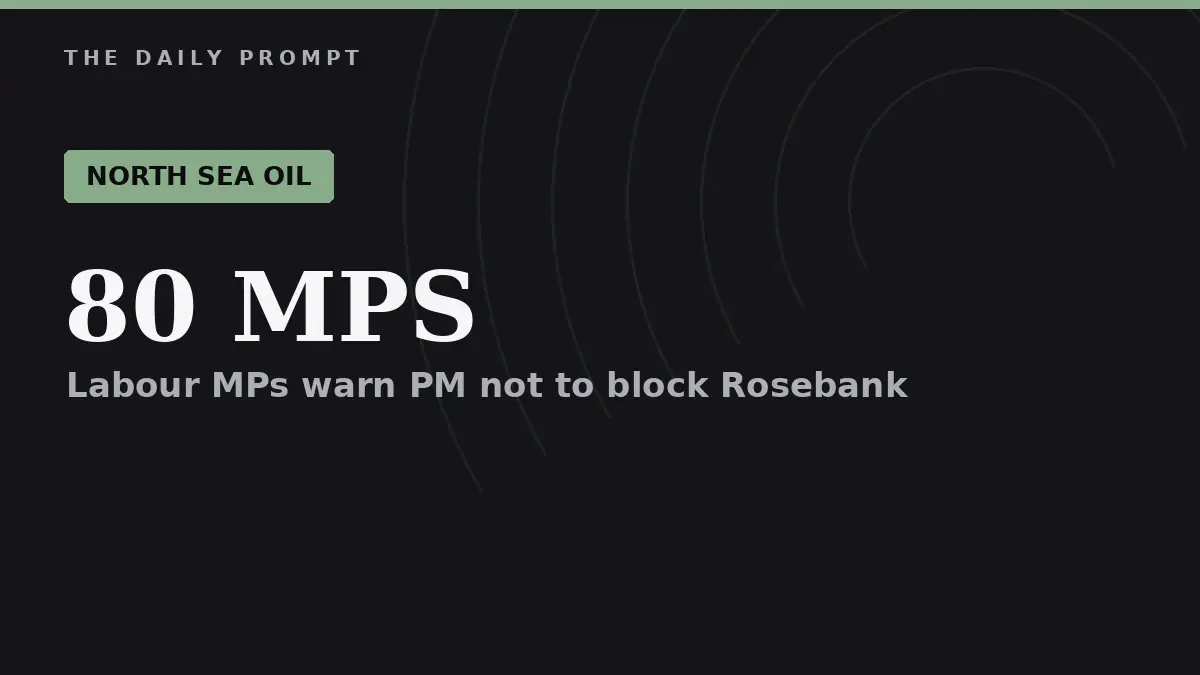 THE DAILY PROMPT
NORTH SEA OIL
80 MPS
Labour MPs warn PM not to block Rosebank